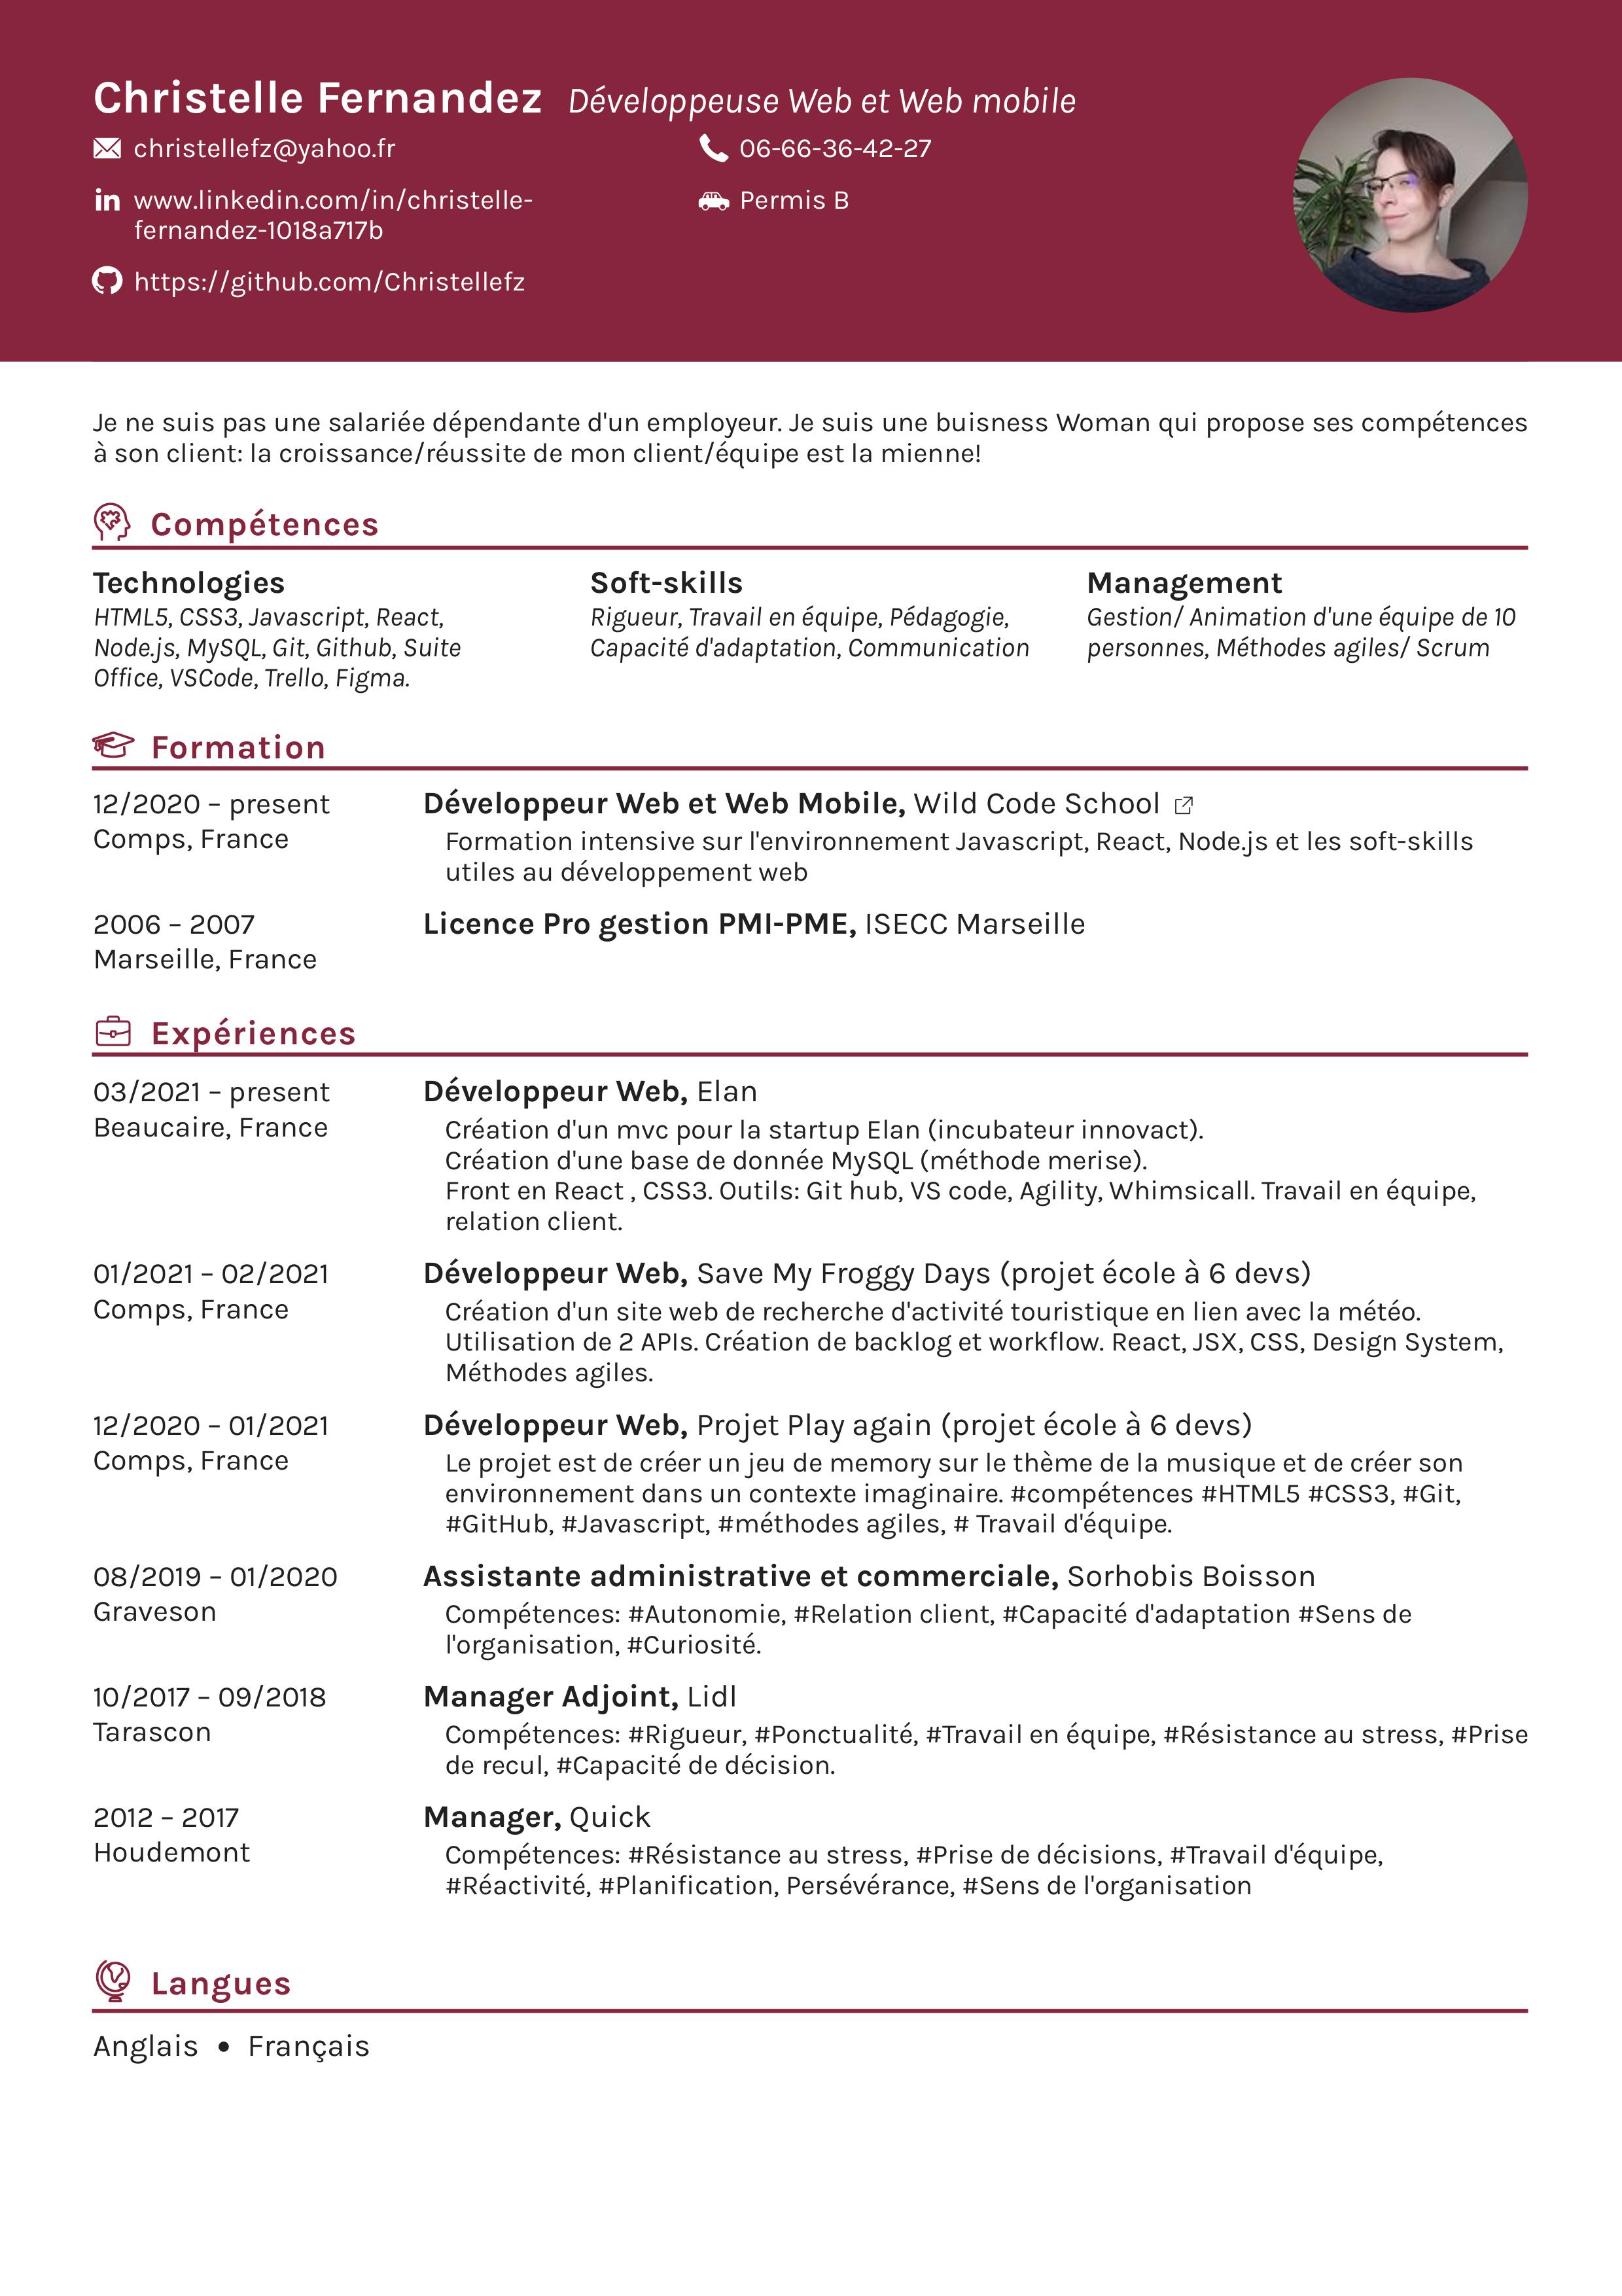 Christelle Fernandez Développeuse Web et Web mobile
christellefz@yahoo.fr
06-66-36-42-27
www.linkedin.com/in/christelle-
fernandez-1018a717b
Permis B
https://github.com/Christellefz
Je ne suis pas une salariée dépendante d'un employeur. Je suis une buisness Woman qui propose ses compétences
à son client: la croissance/réussite de mon client/équipe est la mienne!
Compétences
Technologies
HTML5, CSS3, Javascript, React,
Node.js, MySQL, Git, Github, Suite
Office, VSCode, Trello, Figma.
Soft-skills
Rigueur, Travail en équipe, Pédagogie,
Capacité d'adaptation, Communication
Management
Gestion/ Animation d'une équipe de 10
personnes, Méthodes agiles/ Scrum
Formation
12/2020 – present
Comps, France
Développeur Web et Web Mobile, Wild Code School
Formation intensive sur l'environnement Javascript, React, Node.js et les soft-skills
utiles au développement web
2006 – 2007
Marseille, France
Licence Pro gestion PMI-PME, ISECC Marseille
Expériences
03/2021 – present
Beaucaire, France
Développeur Web, Elan
Création d'un mvc pour la startup Elan (incubateur innovact).
Création d'une base de donnée MySQL (méthode merise).
Front en React , CSS3. Outils: Git hub, VS code, Agility, Whimsicall. Travail en équipe,
relation client.
01/2021 – 02/2021
Comps, France
Développeur Web, Save My Froggy Days (projet école à 6 devs)
Création d'un site web de recherche d'activité touristique en lien avec la météo.
Utilisation de 2 APIs. Création de backlog et workflow. React, JSX, CSS, Design System,
Méthodes agiles.
12/2020 – 01/2021
Comps, France
Développeur Web, Projet Play again (projet école à 6 devs)
Le projet est de créer un jeu de memory sur le thème de la musique et de créer son
environnement dans un contexte imaginaire. #compétences #HTML5 #CSS3, #Git,
#GitHub, #Javascript, #méthodes agiles, # Travail d'équipe.
08/2019 – 01/2020
Graveson
Assistante administrative et commerciale, Sorhobis Boisson
Compétences: #Autonomie, #Relation client, #Capacité d'adaptation #Sens de
l'organisation, #Curiosité.
10/2017 – 09/2018
Tarascon
Manager Adjoint, Lidl
Compétences: #Rigueur, #Ponctualité, #Travail en équipe, #Résistance au stress, #Prise
de recul, #Capacité de décision.
2012 – 2017
Houdemont
Manager, Quick
Compétences: #Résistance au stress, #Prise de décisions, #Travail d'équipe,
#Réactivité, #Planification, Persévérance, #Sens de l'organisation
Langues
Anglais • Français